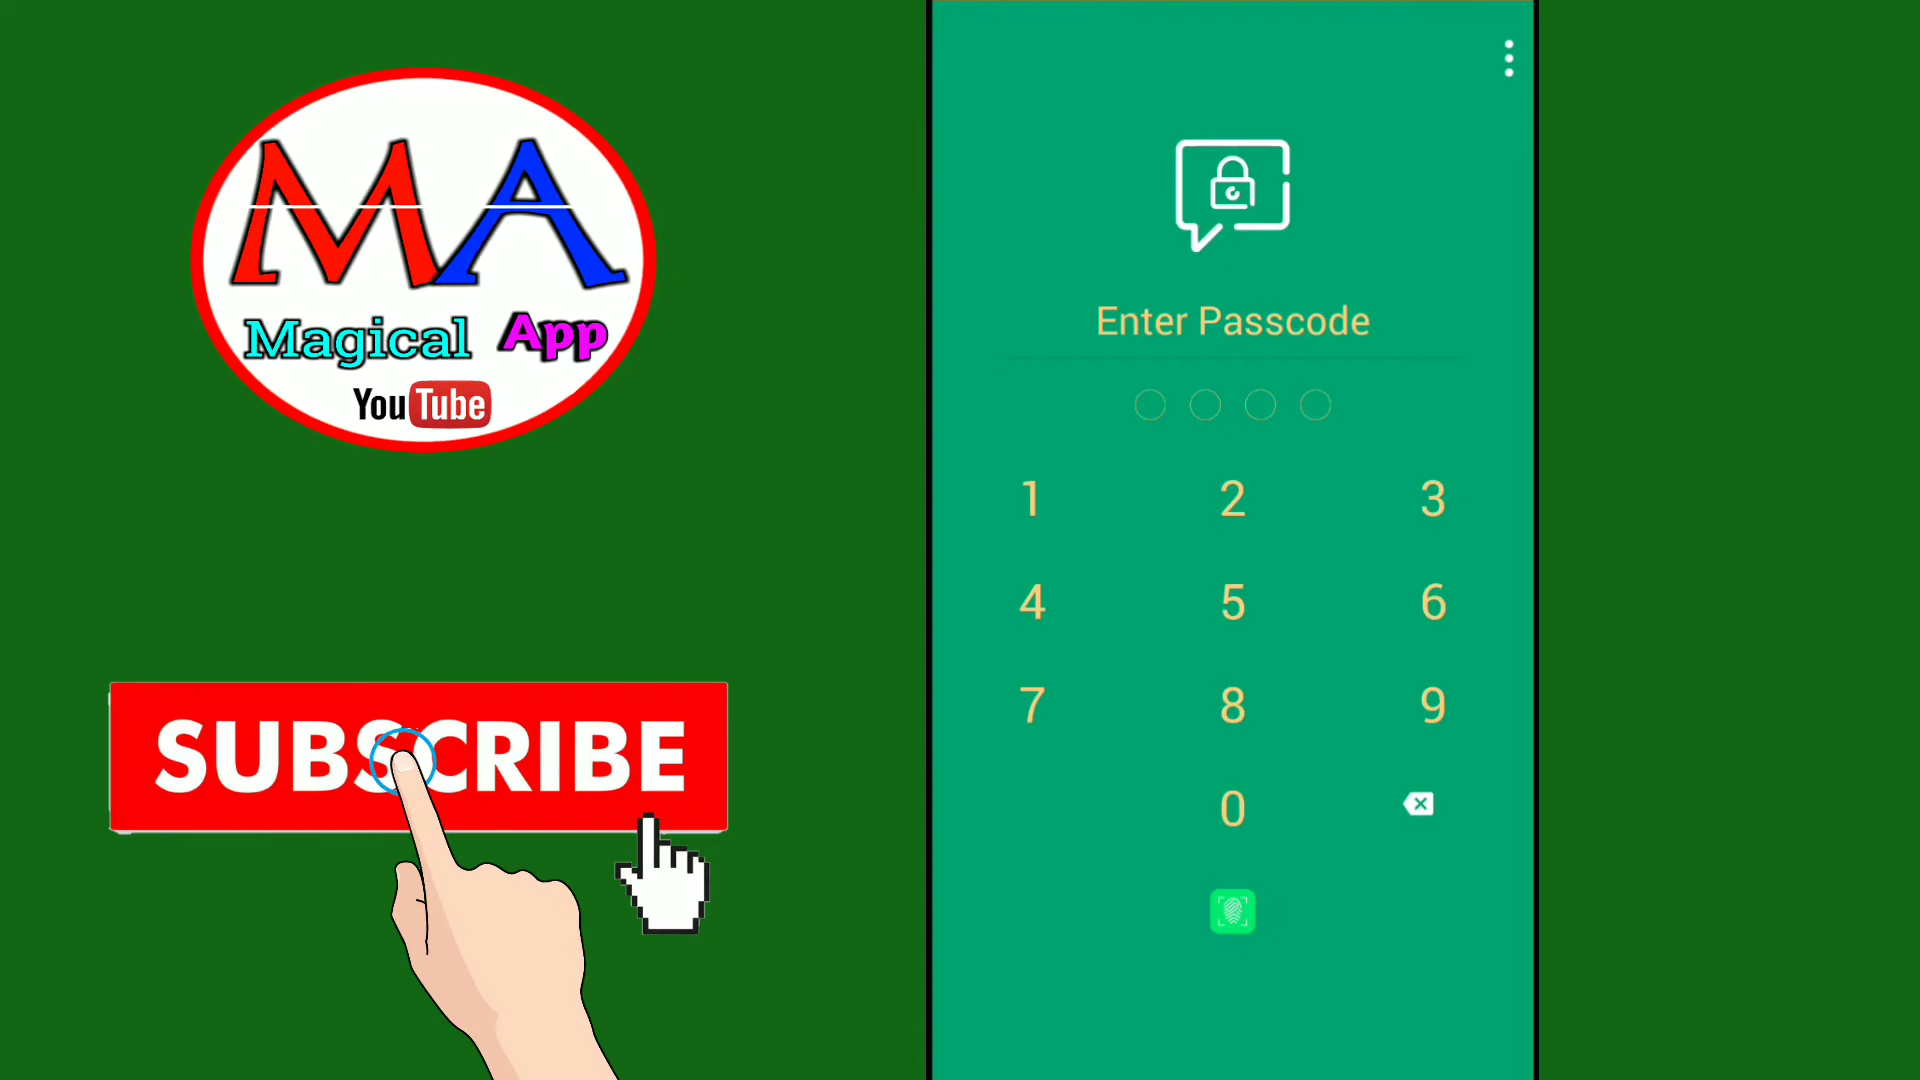 MA
Magical App
YouTube
SUBSCRIBE
Enter Passcode
1 2 3
4 5 6
7 8 9
0